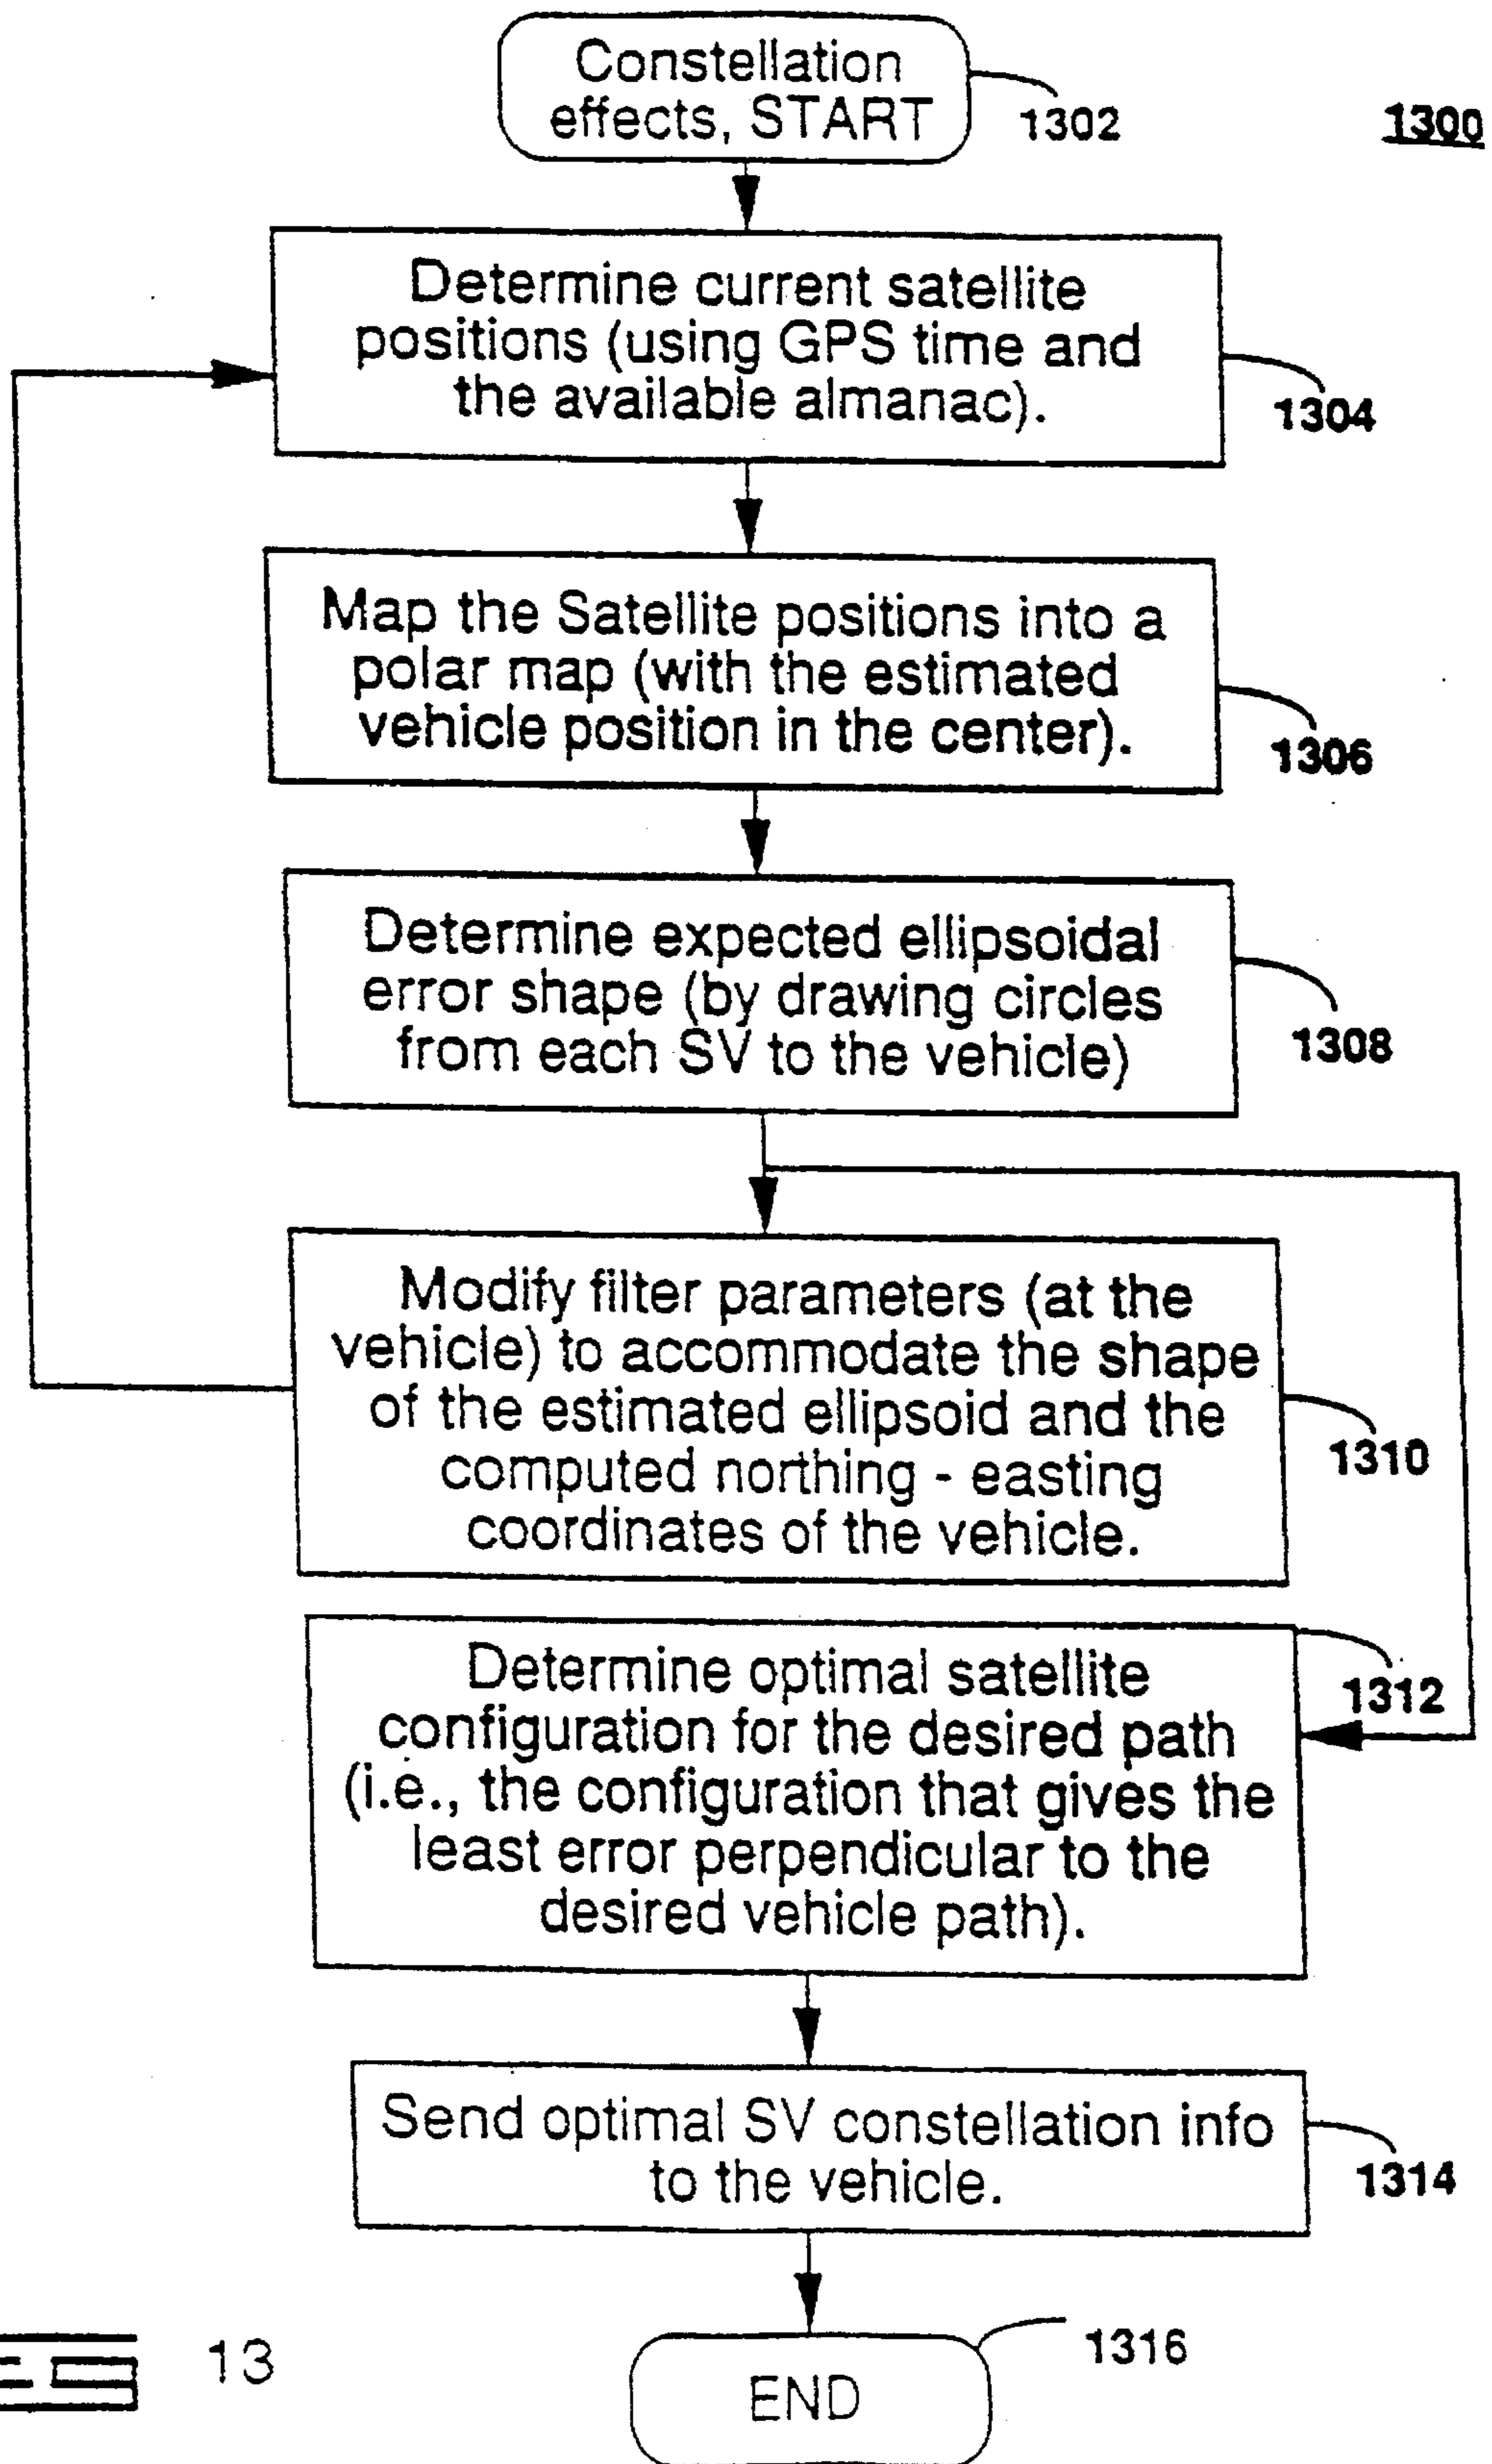 Constellation
effects, START
1302
1300
Determine current satellite
positions (using GPS time and
the available almanac).
1304
Map the Satellite positions into a
polar map (with the estimated
vehicle position in the center).
1306
Determine expected ellipsoidal
error shape (by drawing circles
from each SV to the vehicle)
1308
Modify filter parameters (at the
vehicle) to accommodate the shape
of the estimated ellipsoid and the
computed northing - easting
coordinates of the vehicle.
1310
Determine optimal satellite
configuration for the desired path
(i.e., the configuration that gives the
least error perpendicular to the
desired vehicle path).
1312
Send optimal SV constellation info
to the vehicle.
1314
END
1316
13